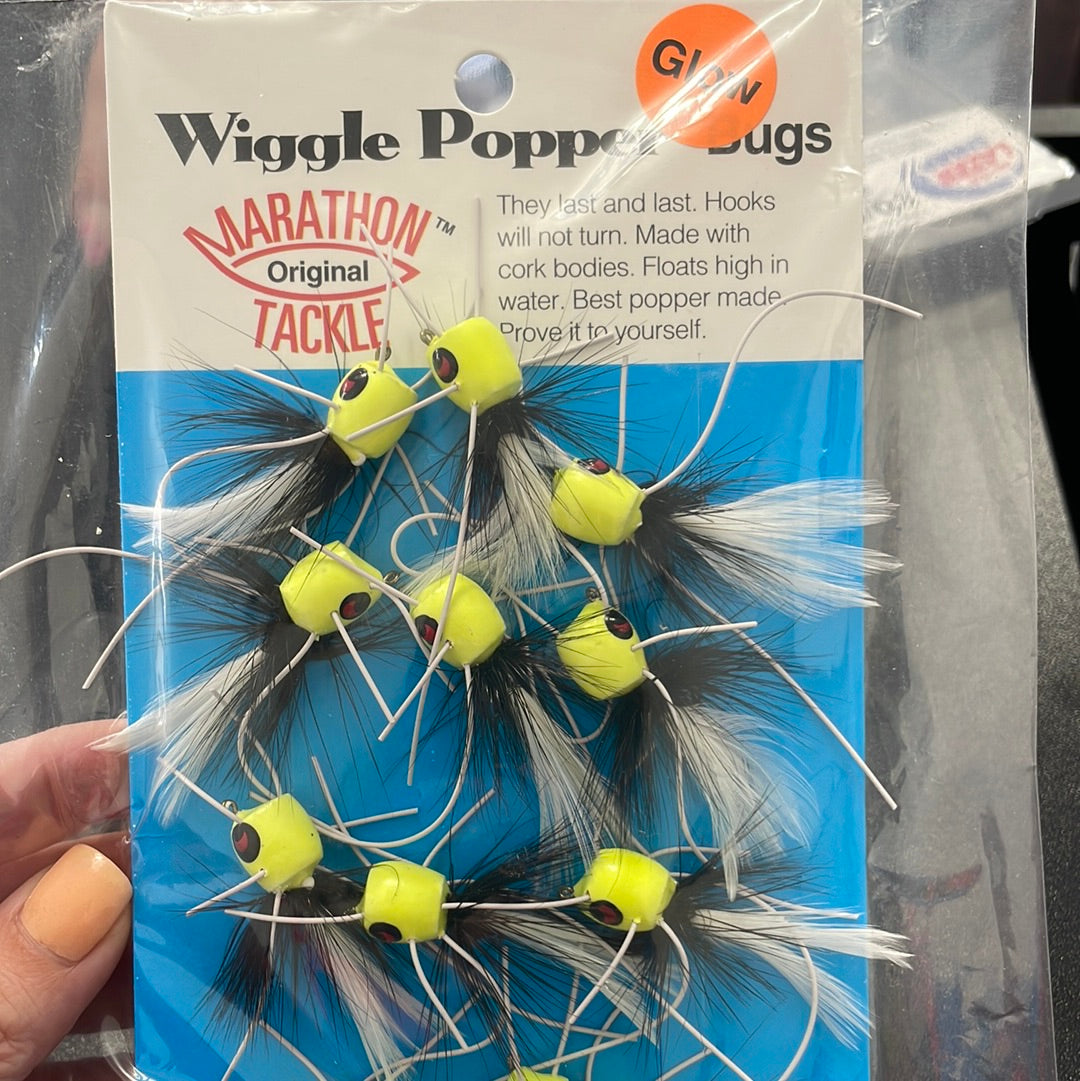 Glow
Wiggle Popper Bugs
MARATHON™
Original
TACKLE
They last and last. Hooks
will not turn. Made with
cork bodies. Floats high in
water. Best popper made.
Prove it to yourself.